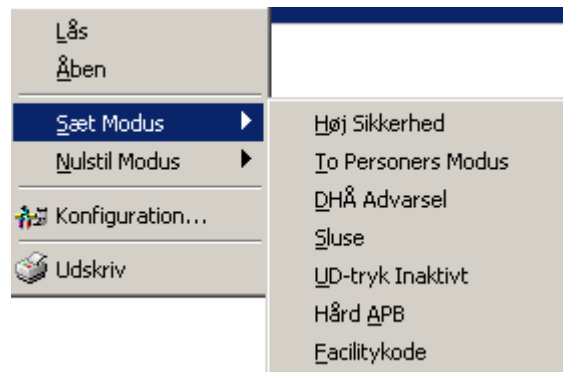 Lås
Åben
Sæt Modus
Nulstil Modus
Konfiguration...
Udskriv
Høj Sikkerhed
To Personers Modus
DHÅ Advarsel
Sluse
UD-tryk Inaktivt
Hård APB
Facilitykode